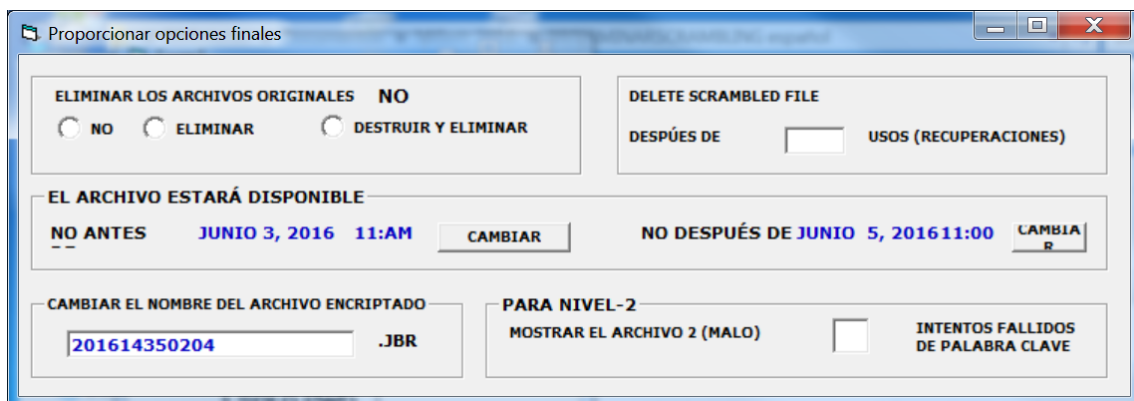 Proporcionar opciones finales
ELIMINAR LOS ARCHIVOS ORIGINALES NO
NO ELIMINAR DESTRUIR Y ELIMINAR
DELETE SCRAMBLED FILE
DESPÚES DE USOS (RECUPERACIONES)
EL ARCHIVO ESTARÁ DISPONIBLE
NO ANTES JUNIO 3, 2016 11:AM CAMBIAR
NO DESPUÉS DE JUNIO 5, 2016 11:00 CAMBIA
R
CAMBIAR EL NOMBRE DEL ARCHIVO ENCRIPTADO
201614350204 .JBR
PARA NIVEL-2
MOSTRAR EL ARCHIVO 2 (MALO) INTENTOS FALLIDOS
DE PALABRA CLAVE